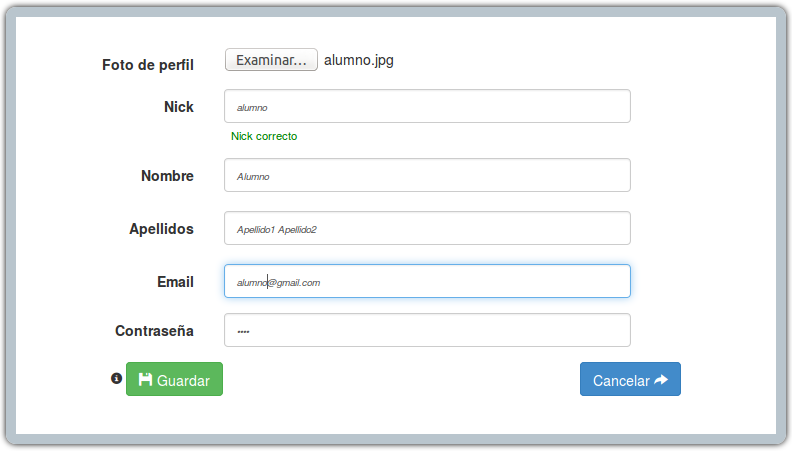 Foto de perfil Examinar... alumno.jpg
Nick alumno
Nick correcto
Nombre Alumno
Apellidos Apellido1 Apellido2
Email alumno@gmail.com
Contraseña ••••
Guardar Cancelar